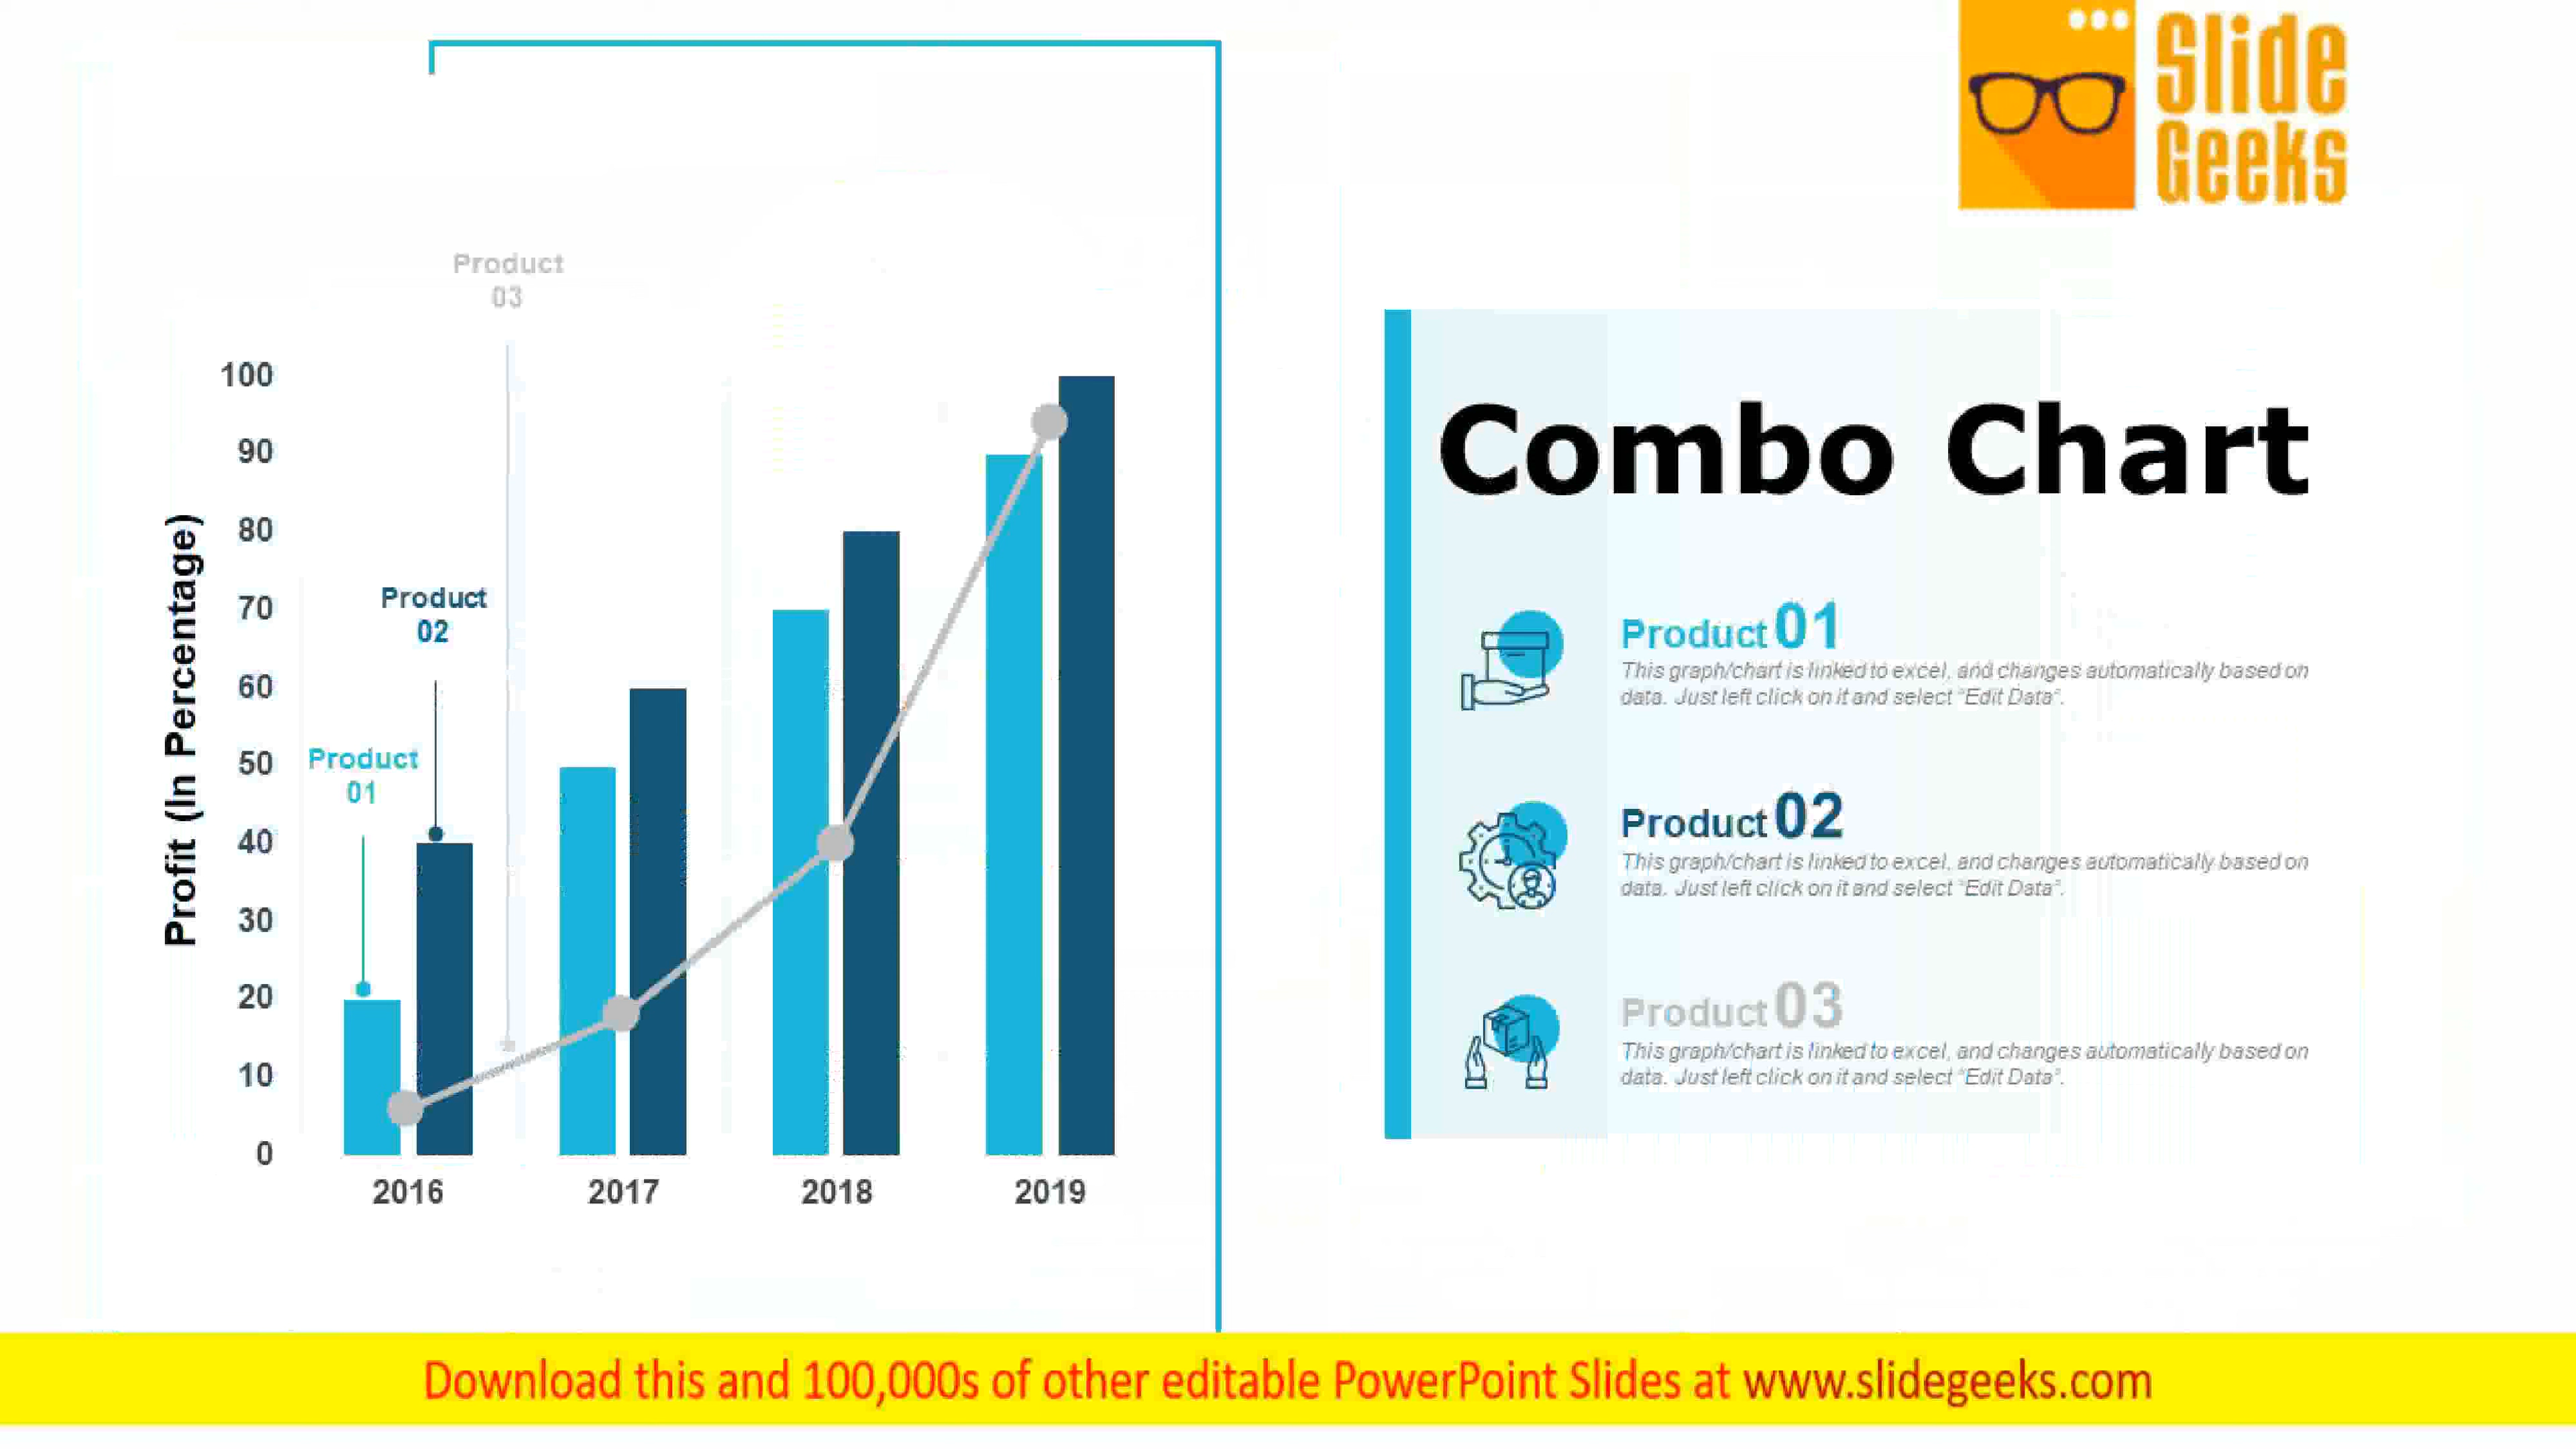 Slide
Geeks
Product
03
100
90
80
70
60
50
40
30
20
10
0
Profit (In Percentage)
Product
02
Product
01
2016 2017 2018 2019
Combo Chart
Product 01
This graph/chart is linked to excel, and changes automatically based on
data. Just left click on it and select "Edit Data".
Product 02
This graph/chart is linked to excel, and changes automatically based on
data. Just left click on it and select "Edit Data".
Product 03
This graph/chart is linked to excel, and changes automatically based on
data. Just left click on it and select "Edit Data".
Download this and 100,000s of other editable PowerPoint Slides at www.slidegeeks.com